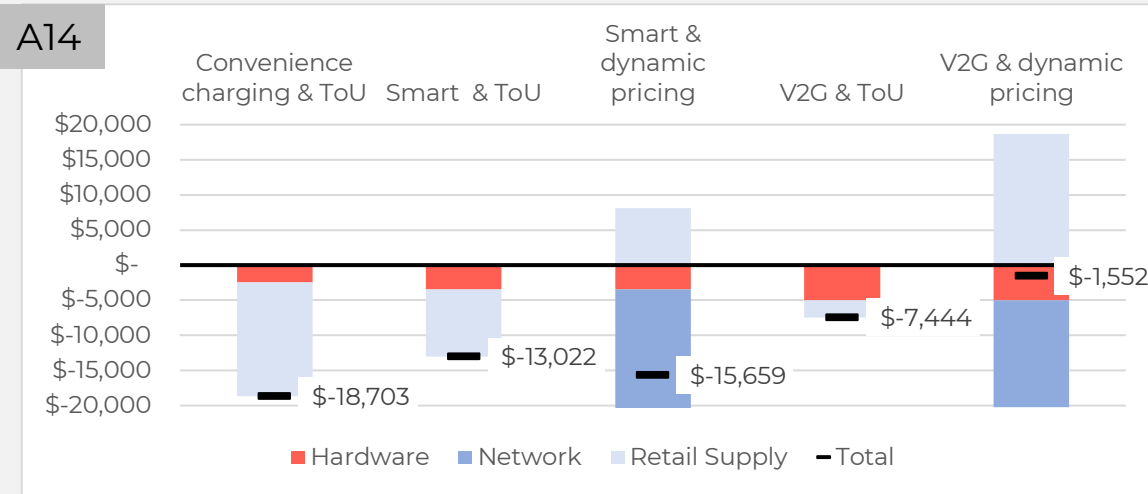 A14
Convenience
charging & ToU
Smart & ToU
Smart &
dynamic
pricing
V2G & ToU
V2G & dynamic
pricing
$20,000
$15,000
$10,000
$5,000
$-
$-5,000
$-10,000
$-15,000
$-20,000
$-18,703
$-13,022
$-15,659
$-7,444
$-1,552
Hardware
Network
Retail Supply
Total